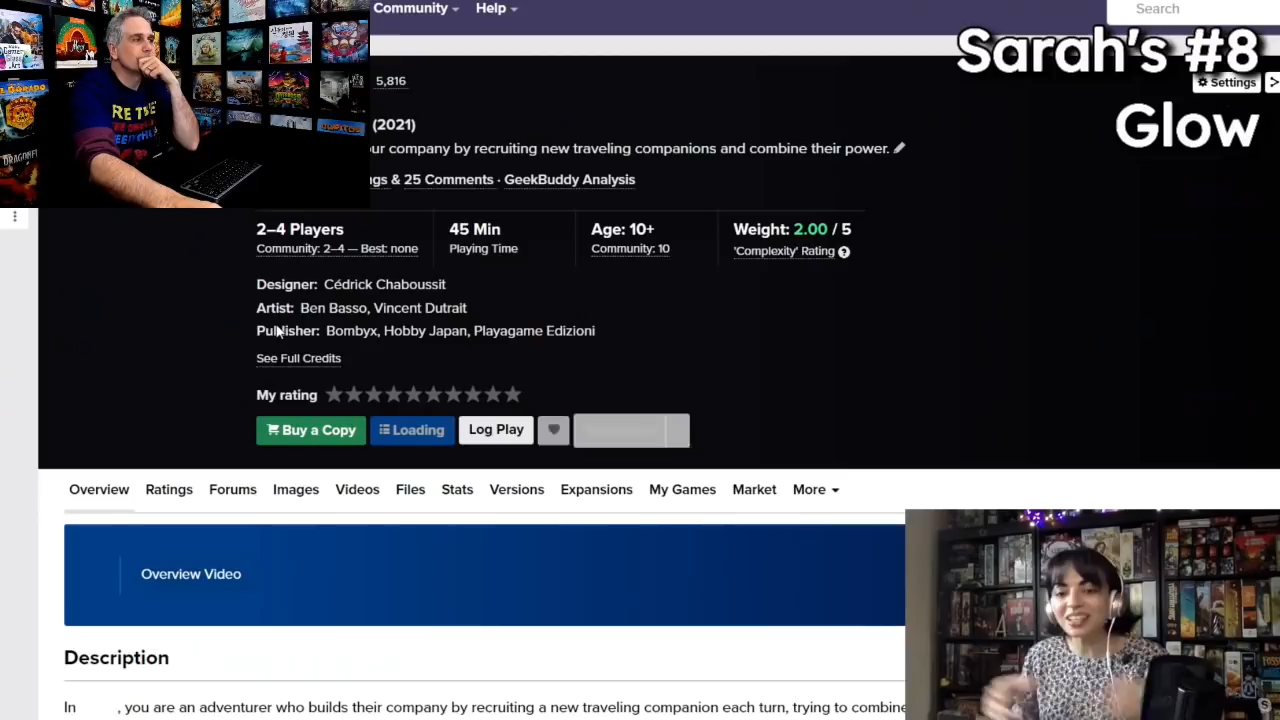 Community
Help
Search
Sarah's #8
Glow
Settings
5,816
(2021)
ur company by recruiting new traveling companions and combine their power.
gs & 25 Comments · GeekBuddy Analysis
2–4 Players
45 Min
Age: 10+
Weight: 2.00 / 5
Community: 2–4 — Best: none
Playing Time
Community: 10
'Complexity' Rating
Designer: Cédrick Chaboussit
Artist: Ben Basso, Vincent Dutrait
Publisher: Bombyx, Hobby Japan, Playagame Edizioni
See Full Credits
My rating
Buy a Copy
Loading
Log Play
Overview Ratings Forums Images Videos Files Stats Versions Expansions My Games Market More
Overview Video
Description
In , you are an adventurer who builds their company by recruiting a new traveling companion each turn, trying to combine
DORADO
RE THE